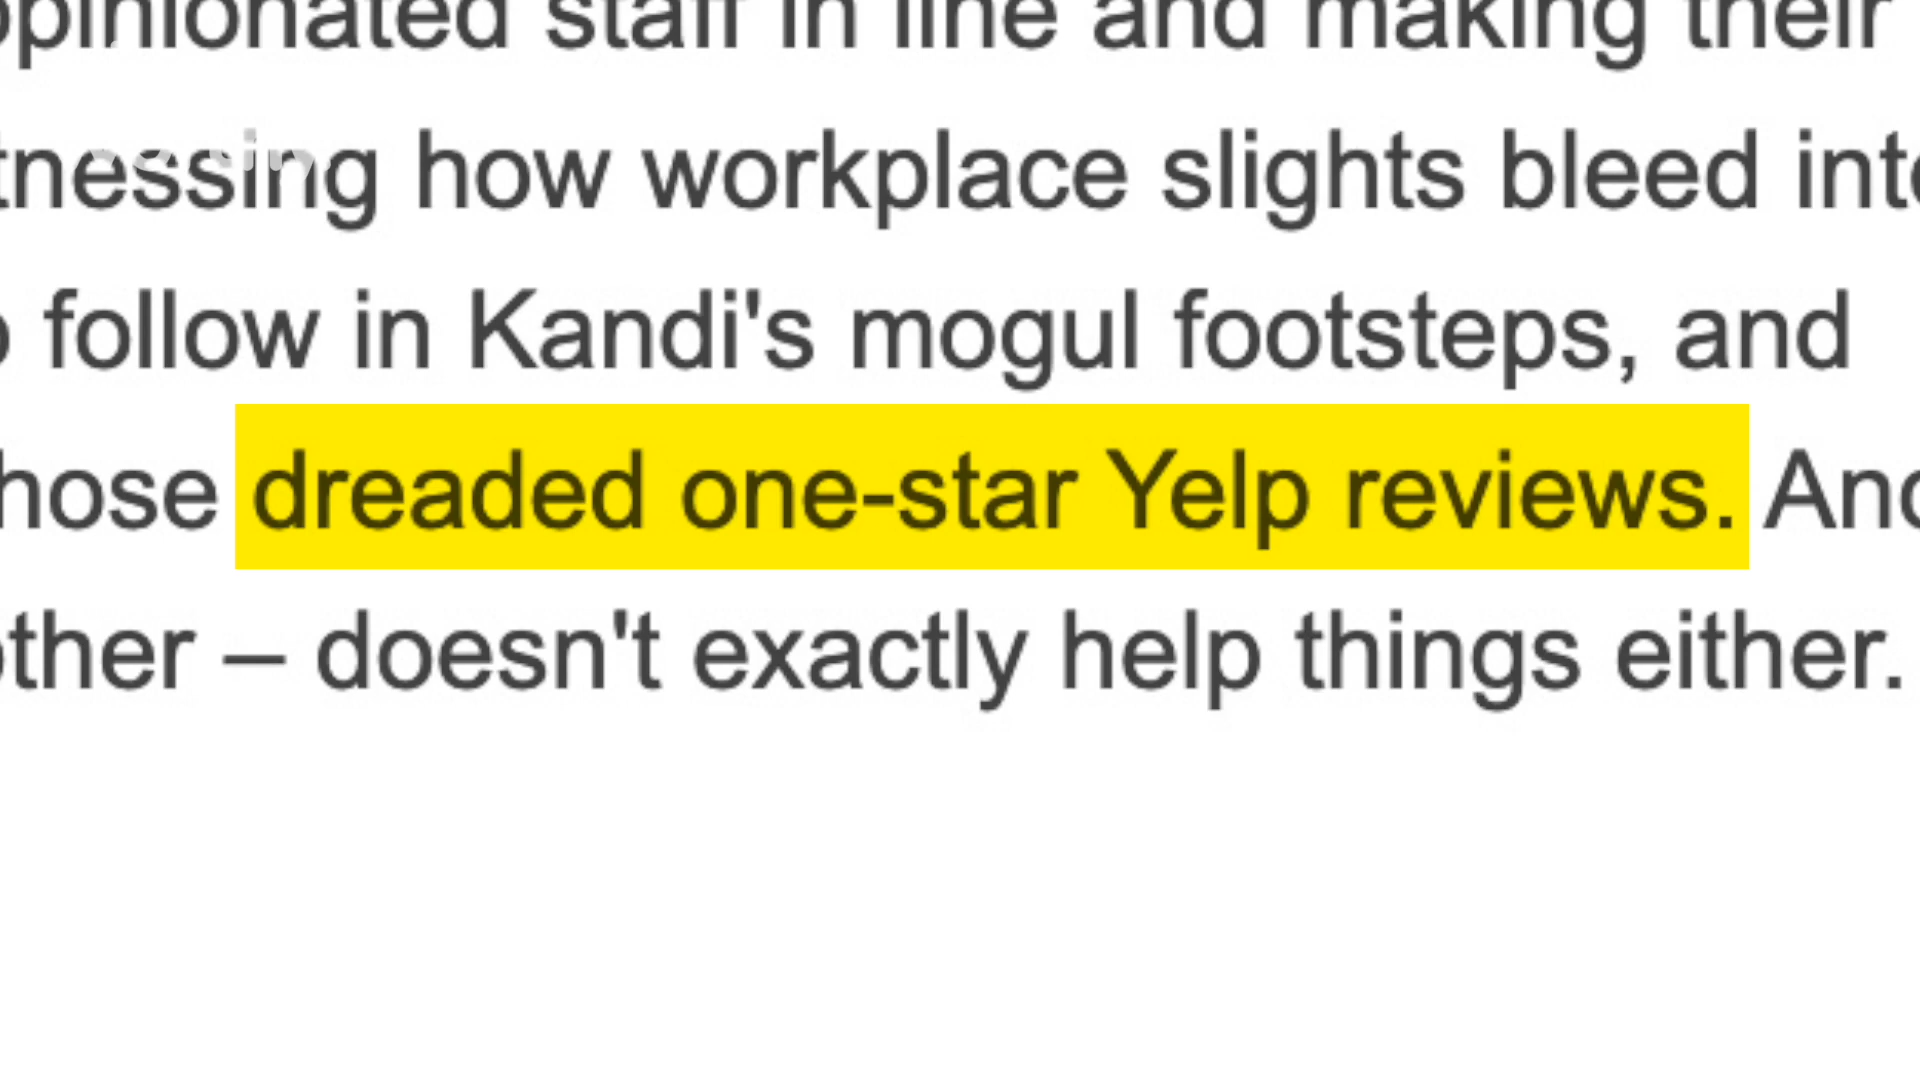 opinionated staff in line and making their
tnessing how workplace slights bleed into
follow in Kandi's mogul footsteps, and
hose dreaded one-star Yelp reviews. And
other – doesn't exactly help things either.